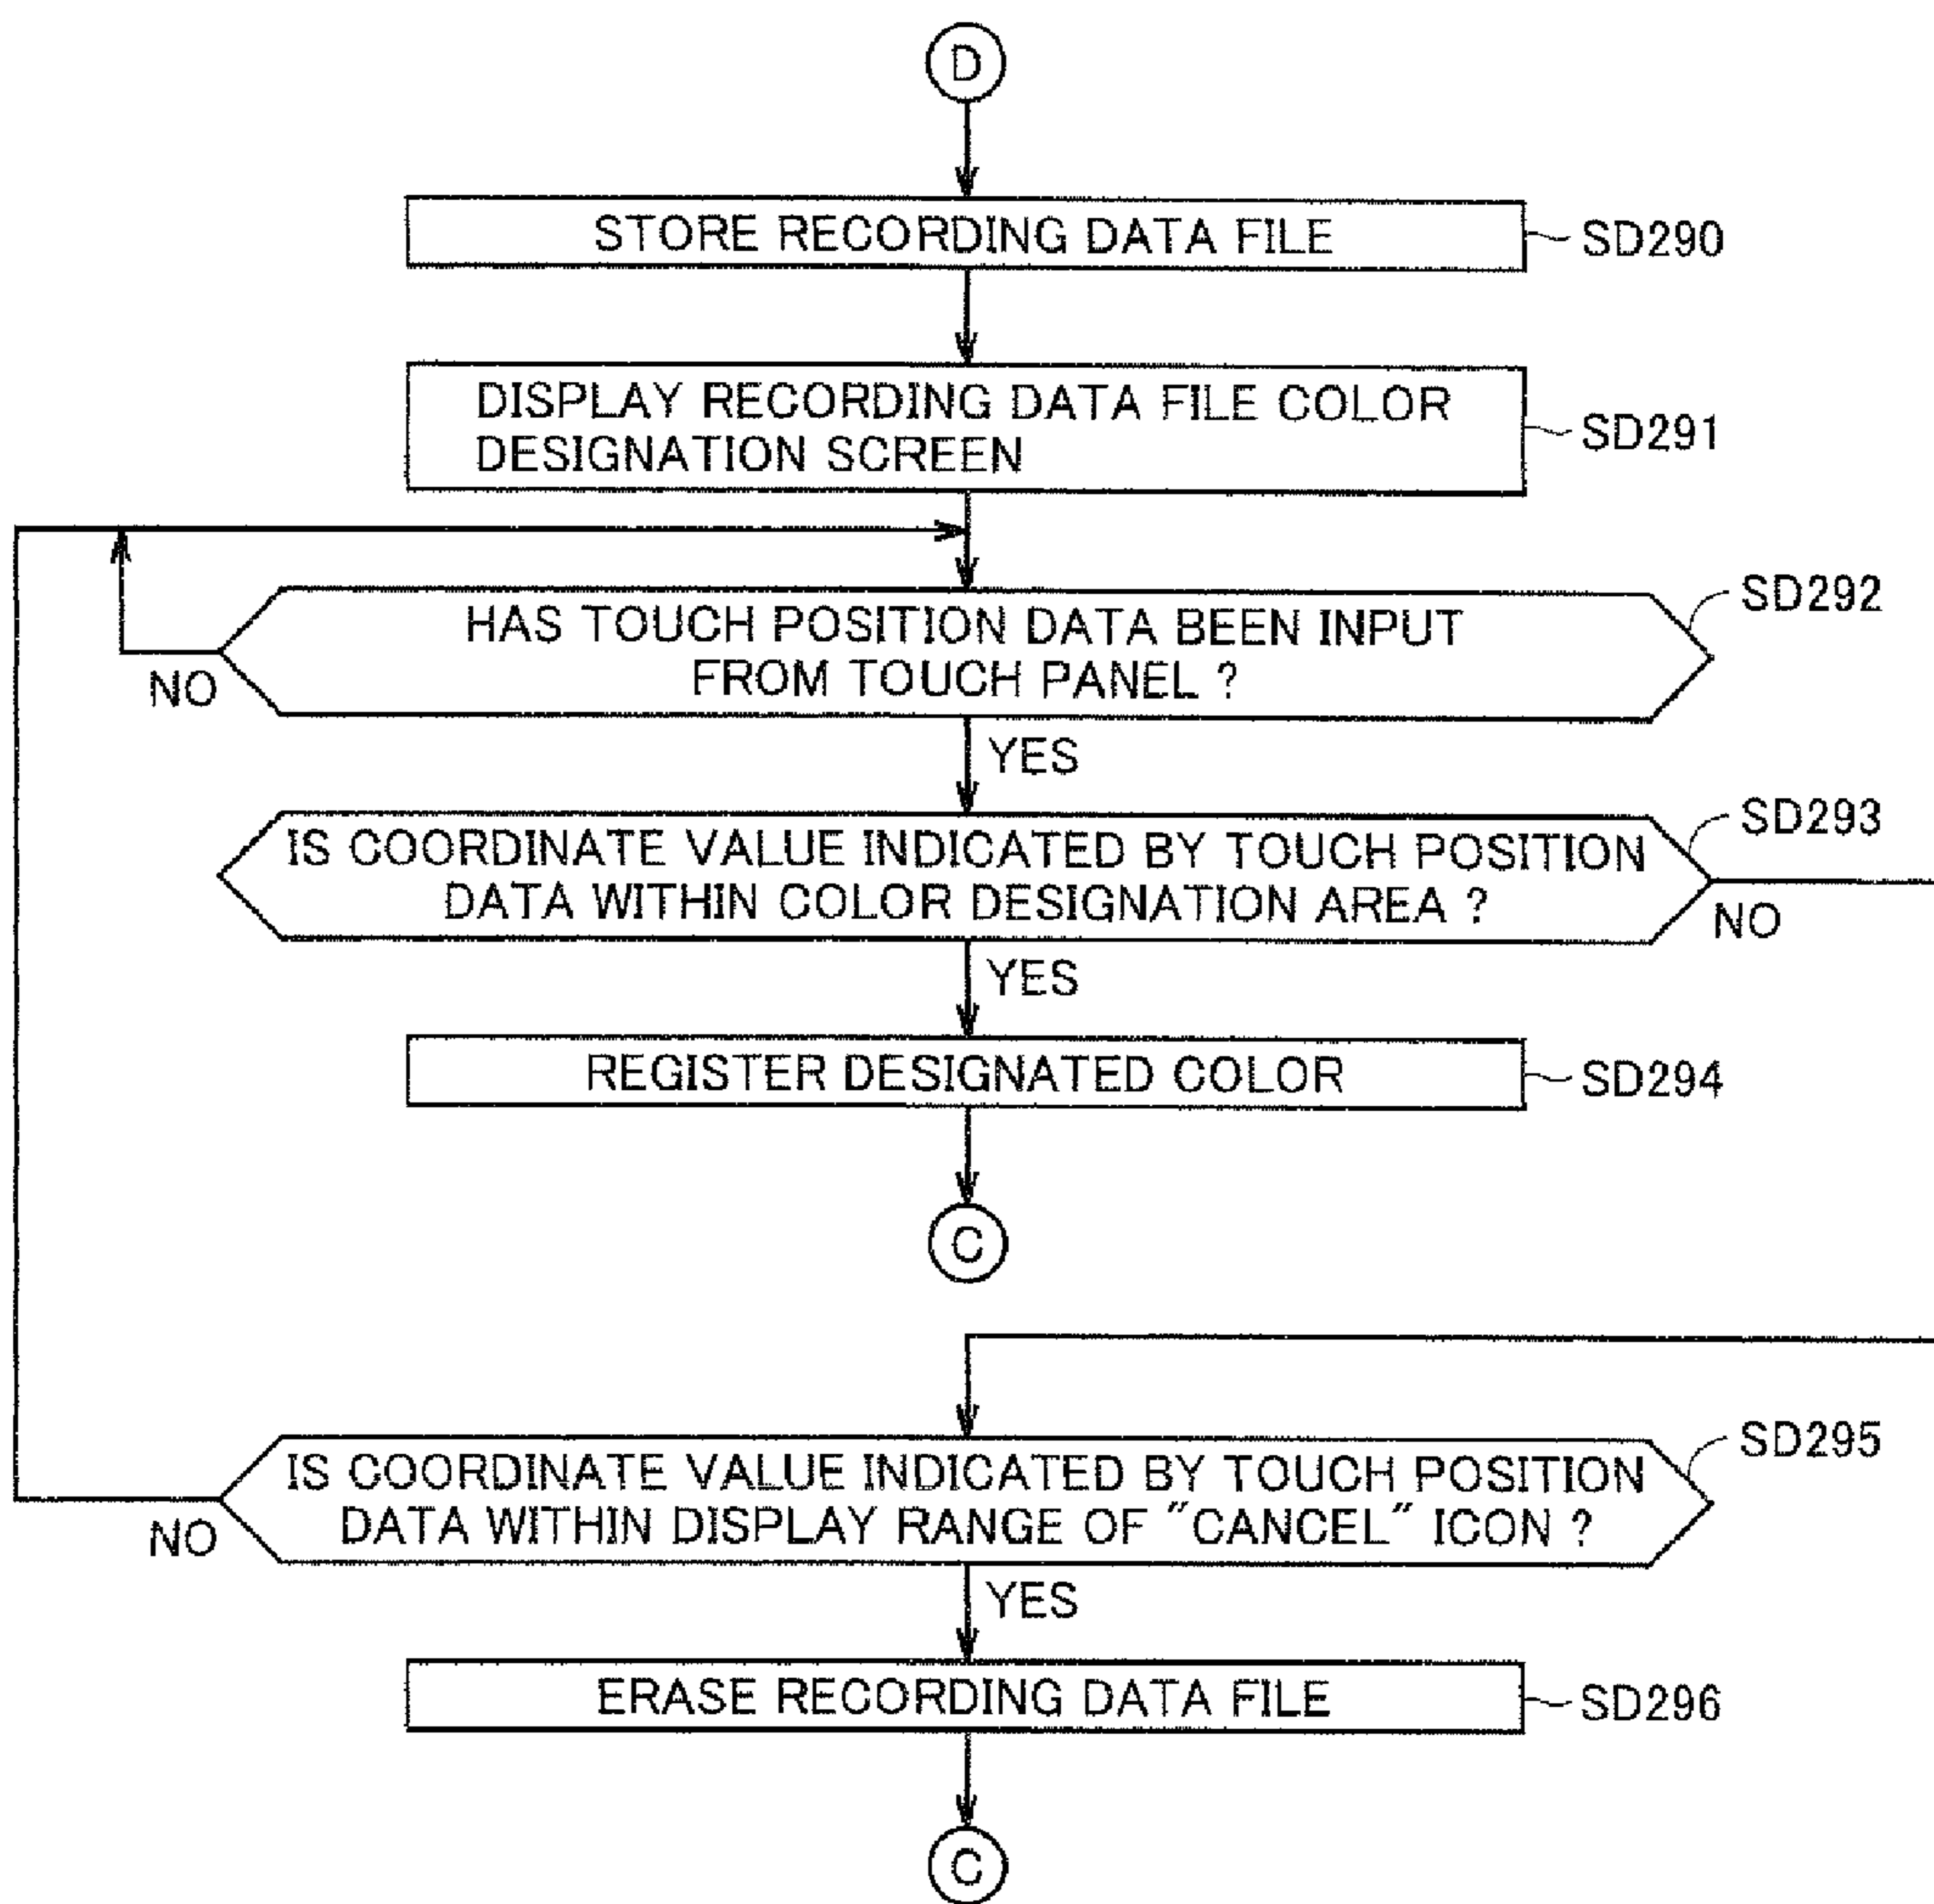 D
STORE RECORDING DATA FILE
SD290
DISPLAY RECORDING DATA FILE COLOR
DESIGNATION SCREEN
SD291
SD292
HAS TOUCH POSITION DATA BEEN INPUT
FROM TOUCH PANEL ?
NO
YES
SD293
IS COORDINATE VALUE INDICATED BY TOUCH POSITION
DATA WITHIN COLOR DESIGNATION AREA ?
NO
YES
REGISTER DESIGNATED COLOR
SD294
C
SD295
IS COORDINATE VALUE INDICATED BY TOUCH POSITION
DATA WITHIN DISPLAY RANGE OF "CANCEL" ICON ?
NO
YES
ERASE RECORDING DATA FILE
SD296
C